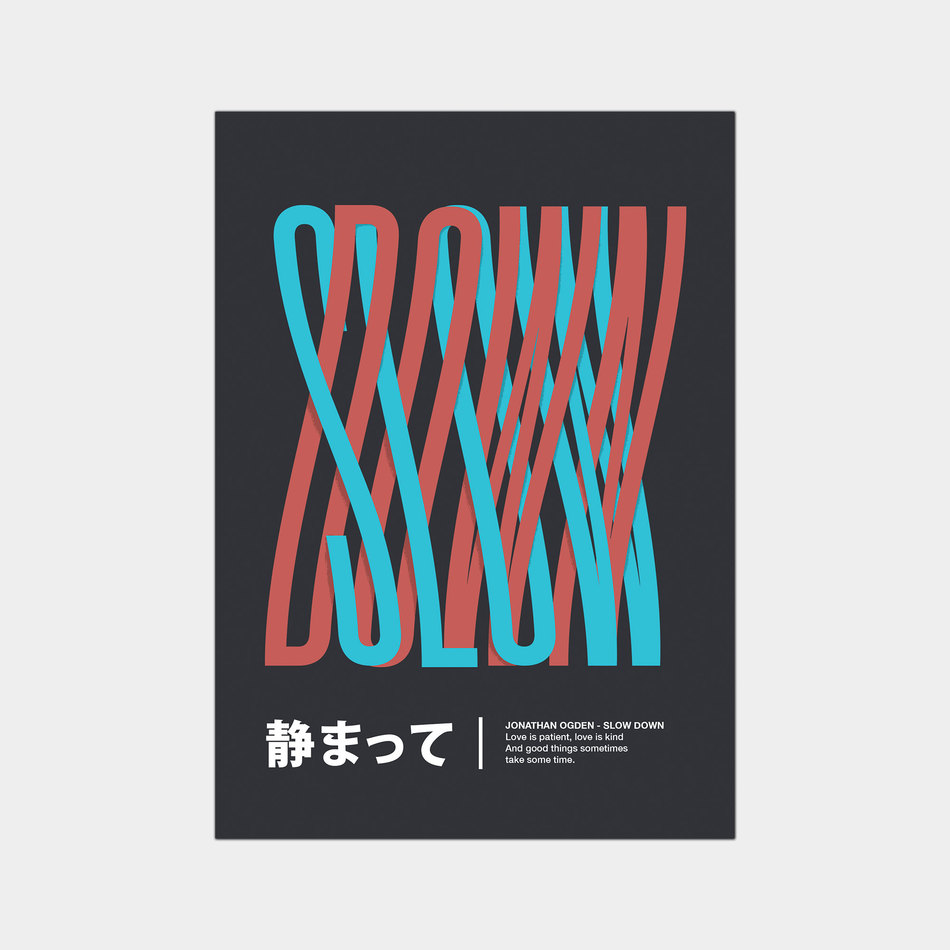 SLOW
DOWN
静まって
JONATHAN OGDEN - SLOW DOWN
Love is patient, love is kind
And good things sometimes
take some time.